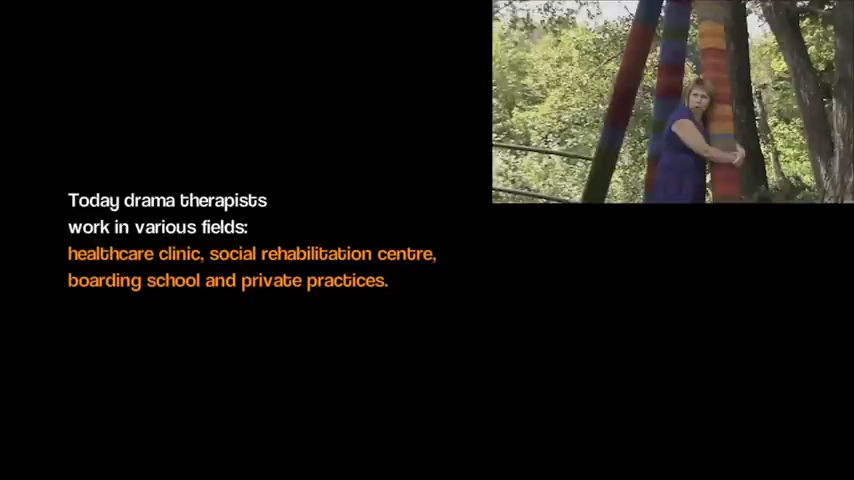 Today drama therapists
work in various fields:
healthcare clinic, social rehabilitation centre,
boarding school and private practices.